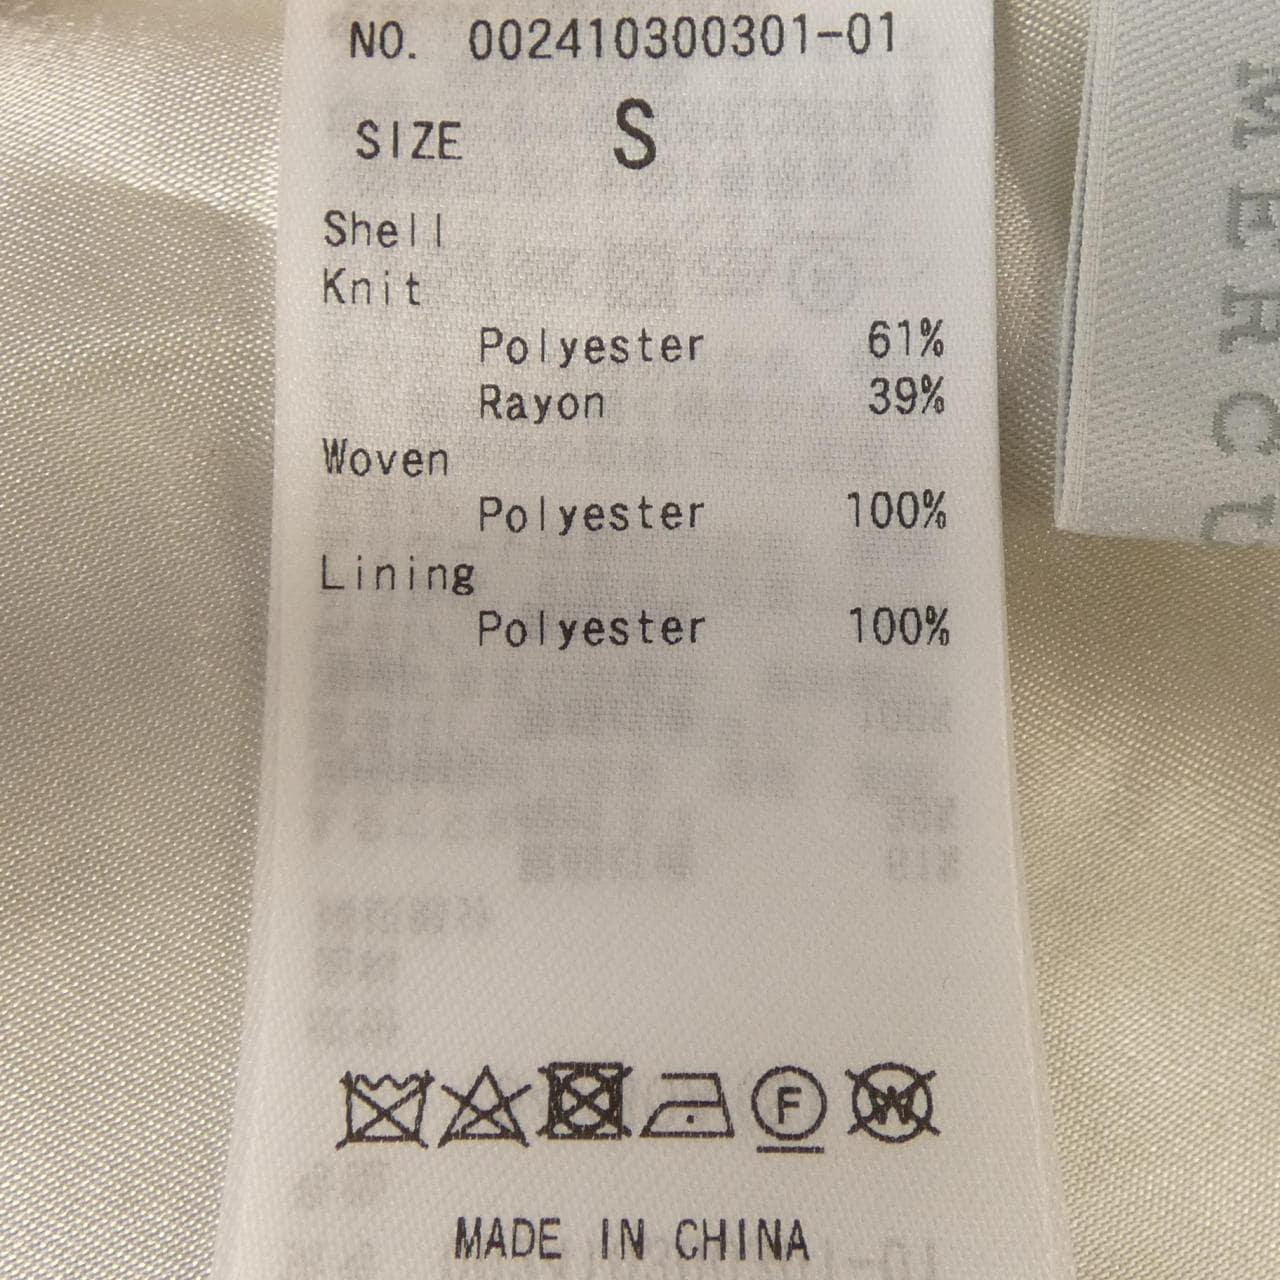 NO. 002410300301-01
SIZE S
Shell
Knit
Polyester 61%
Rayon 39%
Woven
Polyester 100%
Lining
Polyester 100%
F
W
MADE IN CHINA
MERCU